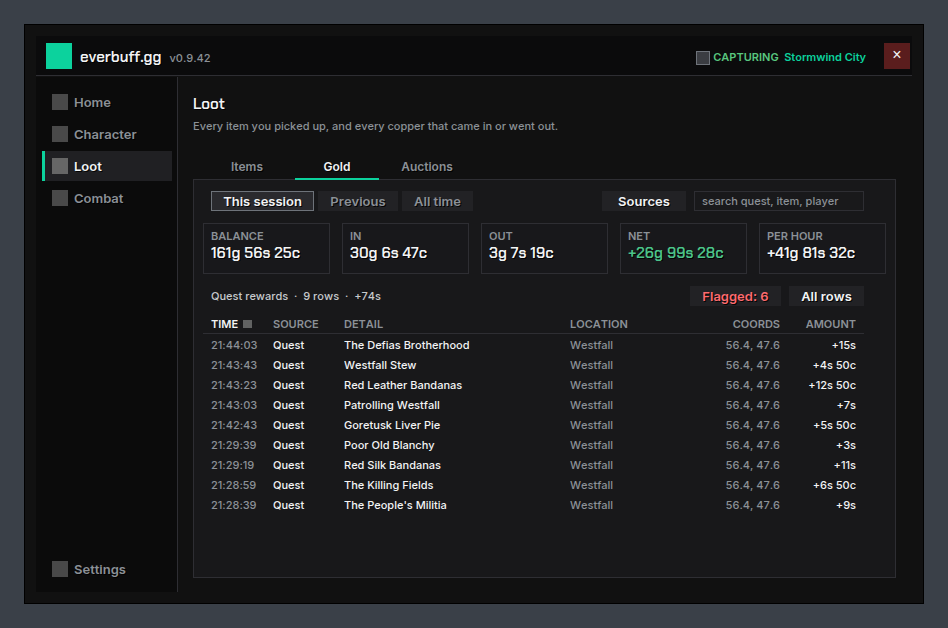 everbuff.gg v0.9.42
CAPTURING Stormwind City ×
Home
Character
Loot
Combat
Settings
Loot
Every item you picked up, and every copper that came in or went out.
Items Gold Auctions
This session Previous All time Sources search quest, item, player
BALANCE IN OUT NET PER HOUR
161g 56s 25c 30g 6s 47c 3g 7s 19c +26g 99s 28c +41g 81s 32c
Quest rewards · 9 rows · +74s Flagged: 6 All rows
TIME SOURCE DETAIL LOCATION COORDS AMOUNT
21:44:03 Quest The Defias Brotherhood Westfall 56.4, 47.6 +15s
21:43:43 Quest Westfall Stew Westfall 56.4, 47.6 +4s 50c
21:43:23 Quest Red Leather Bandanas Westfall 56.4, 47.6 +12s 50c
21:43:03 Quest Patrolling Westfall Westfall 56.4, 47.6 +7s
21:42:43 Quest Goretusk Liver Pie Westfall 56.4, 47.6 +5s 50c
21:29:39 Quest Poor Old Blanchy Westfall 56.4, 47.6 +3s
21:29:19 Quest Red Silk Bandanas Westfall 56.4, 47.6 +11s
21:28:59 Quest The Killing Fields Westfall 56.4, 47.6 +6s 50c
21:28:39 Quest The People's Militia Westfall 56.4, 47.6 +9s